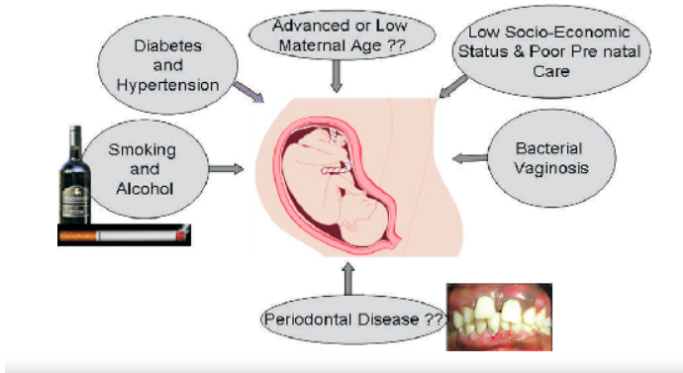 Advanced or Low
Maternal Age ??
Diabetes
and
Hypertension
Low Socio-Economic
Status & Poor Pre natal
Care
Smoking
and
Alcohol
Bacterial
Vaginosis
Periodontal Disease ??